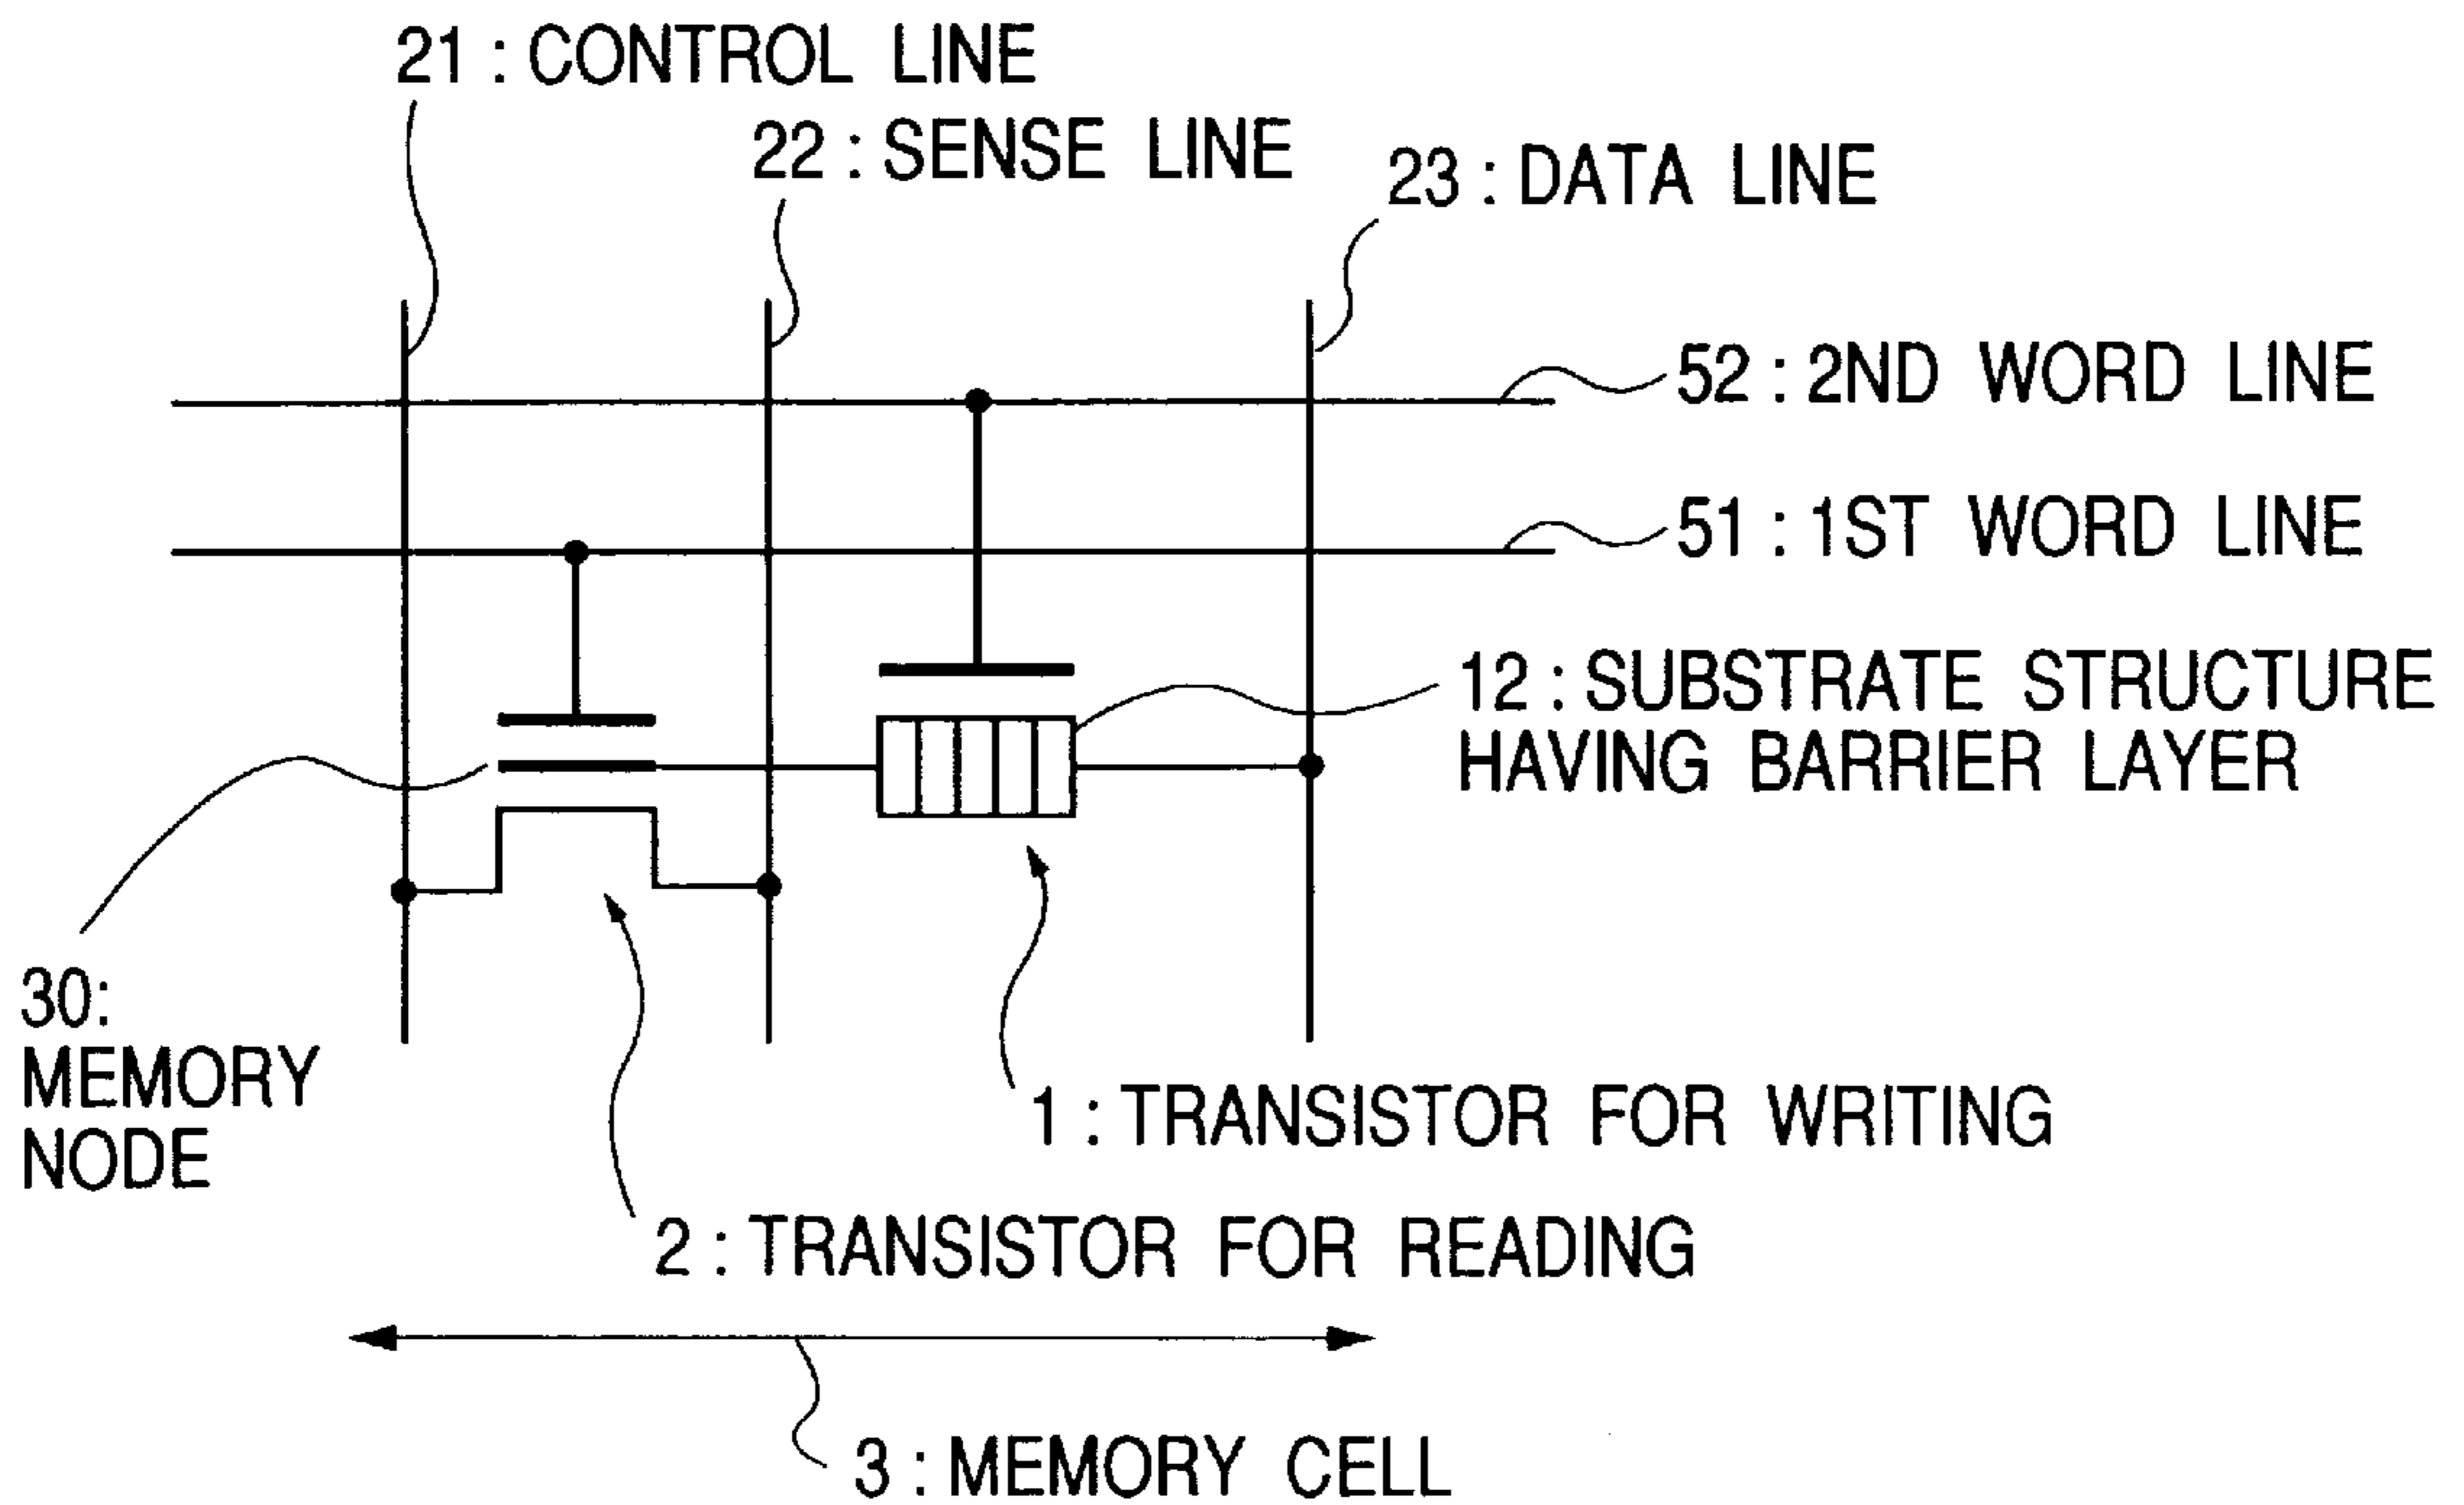 21 : CONTROL LINE
22 : SENSE LINE
23 : DATA LINE
52 : 2ND WORD LINE
51 : 1ST WORD LINE
12 : SUBSTRATE STRUCTURE
HAVING BARRIER LAYER
30:
MEMORY
NODE
1 : TRANSISTOR FOR WRITING
2 : TRANSISTOR FOR READING
3 : MEMORY CELL